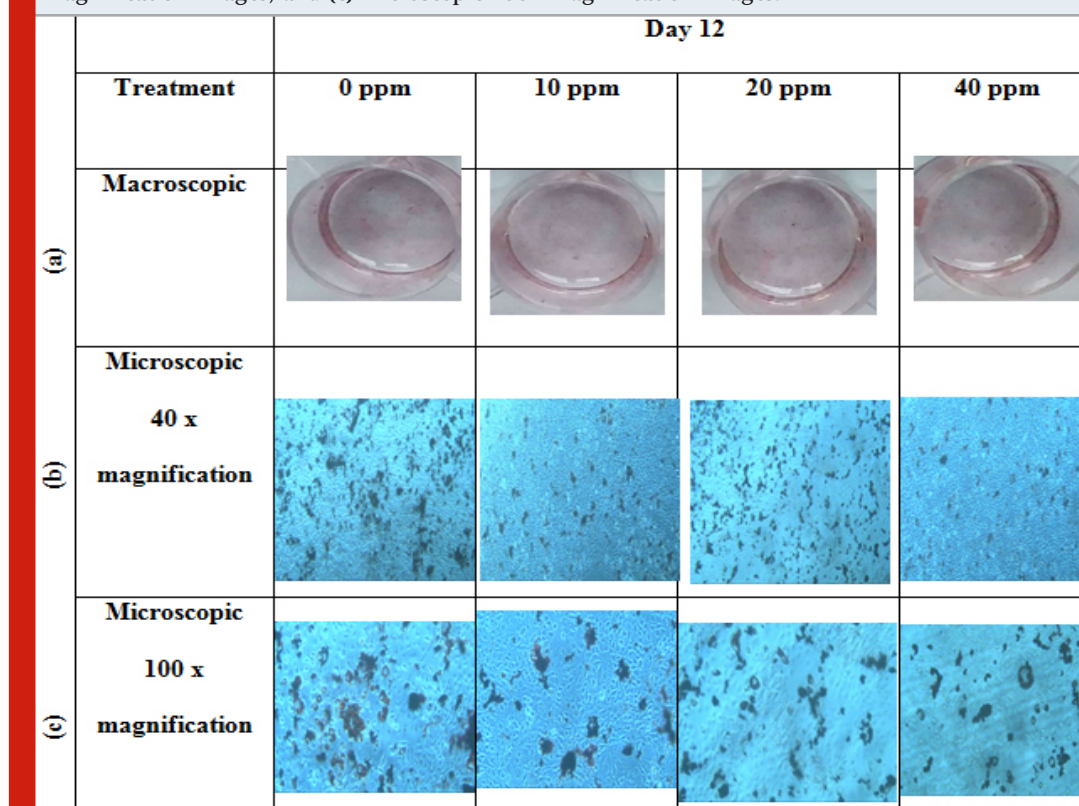 Day 12
Treatment
0 ppm
10 ppm
20 ppm
40 ppm
(a)
Macroscopic
(b)
Microscopic
40 x
magnification
(c)
Microscopic
100 x
magnification